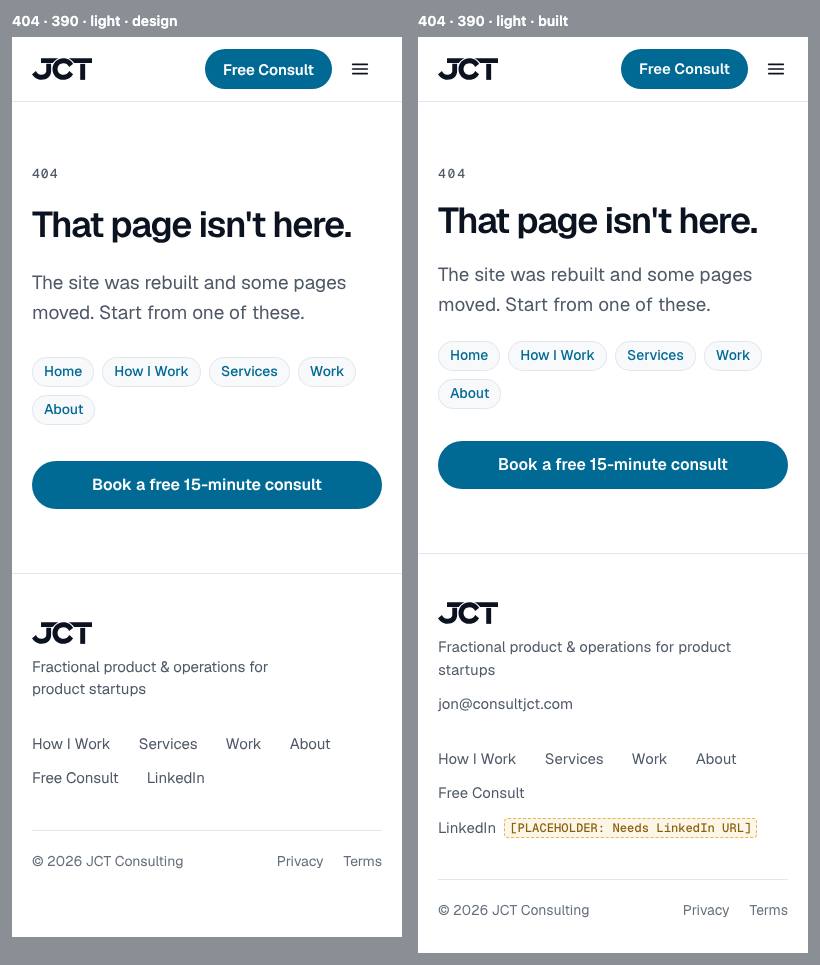 404 · 390 · light · design
JCT
Free Consult
404
That page isn't here.
The site was rebuilt and some pages
moved. Start from one of these.
Home
How I Work
Services
Work
About
Book a free 15-minute consult
JCT
Fractional product & operations for
product startups
How I Work
Services
Work
About
Free Consult
LinkedIn
© 2026 JCT Consulting
Privacy
Terms
404 · 390 · light · built
JCT
Free Consult
404
That page isn't here.
The site was rebuilt and some pages
moved. Start from one of these.
Home
How I Work
Services
Work
About
Book a free 15-minute consult
JCT
Fractional product & operations for product
startups
jon@consultjct.com
How I Work
Services
Work
About
Free Consult
LinkedIn [PLACEHOLDER: Needs LinkedIn URL]
© 2026 JCT Consulting
Privacy
Terms